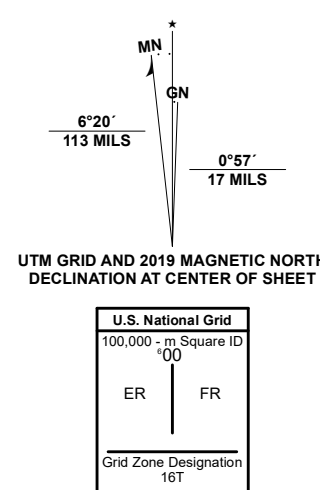 MN
GN
6°20´
113 MILS
0°57´
17 MILS
UTM GRID AND 2019 MAGNETIC NORTH
DECLINATION AT CENTER OF SHEET
U.S. National Grid
100,000 - m Square ID
⁶00
ER FR
Grid Zone Designation
16T